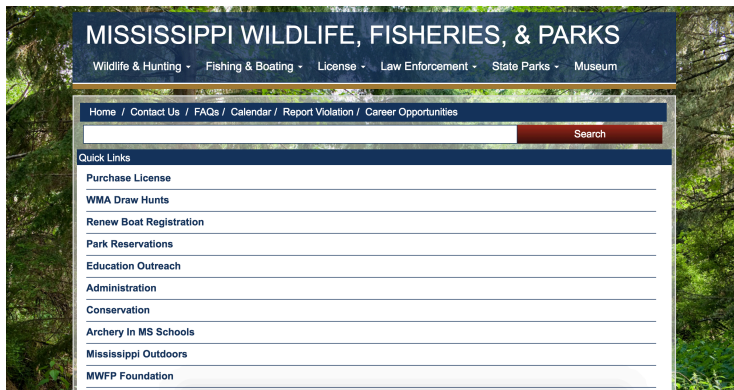 MISSISSIPPI WILDLIFE, FISHERIES, & PARKS
Wildlife & Hunting Fishing & Boating License Law Enforcement State Parks Museum
Home / Contact Us / FAQs / Calendar / Report Violation / Career Opportunities
Search
Quick Links
Purchase License
WMA Draw Hunts
Renew Boat Registration
Park Reservations
Education Outreach
Administration
Conservation
Archery In MS Schools
Mississippi Outdoors
MWFP Foundation